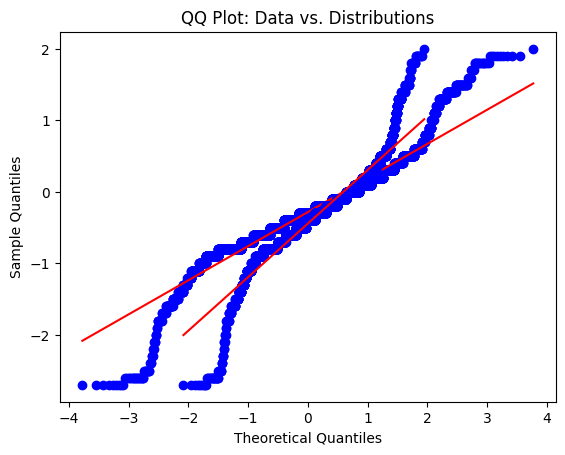 QQ Plot: Data vs. Distributions
2
1
0
−1
−2
Sample Quantiles
−4 −3 −2 −1 0 1 2 3 4
Theoretical Quantiles